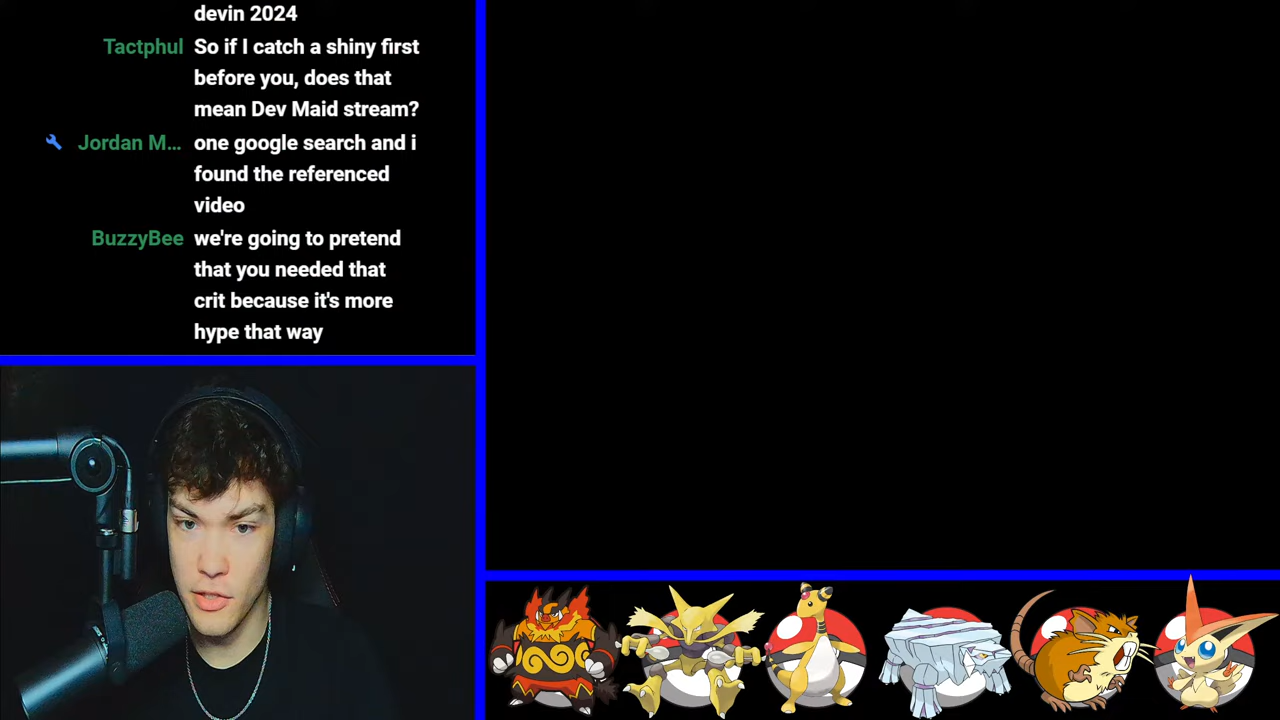 devin 2024
Tactphul So if I catch a shiny first
before you, does that
mean Dev Maid stream?
Jordan M... one google search and i
found the referenced
video
BuzzyBee we're going to pretend
that you needed that
crit because it's more
hype that way